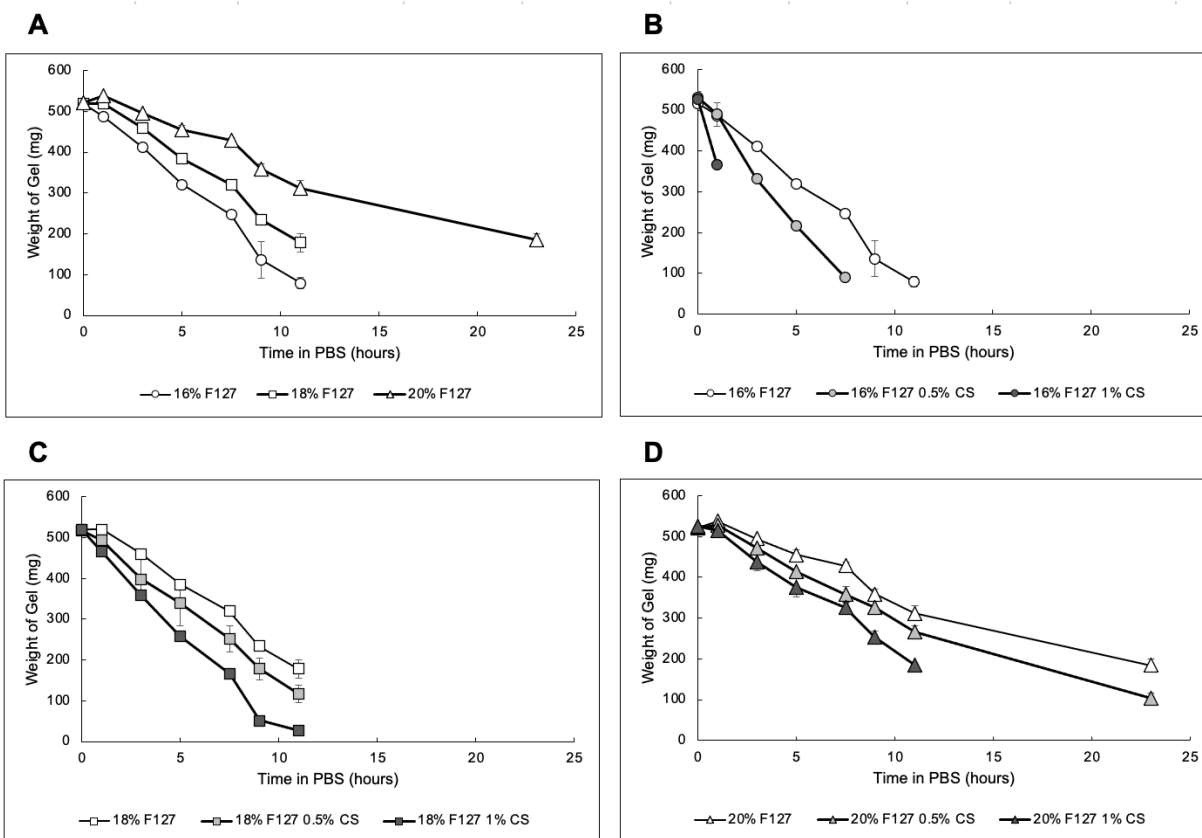 A
600
500
400
300
200
100
0
Weight of Gel (mg)
0 5 10 15 20 25
Time in PBS (hours)
16% F127 18% F127 20% F127
B
600
500
400
300
200
100
0
Weight of Gel (mg)
0 5 10 15 20 25
Time in PBS (hours)
16% F127 16% F127 0.5% CS 16% F127 1% CS
C
600
500
400
300
200
100
0
Weight of Gel (mg)
0 5 10 15 20 25
Time in PBS (hours)
18% F127 18% F127 0.5% CS 18% F127 1% CS
D
600
500
400
300
200
100
0
Weight of Gel (mg)
0 5 10 15 20 25
Time in PBS (hours)
20% F127 20% F127 0.5% CS 20% F127 1% CS